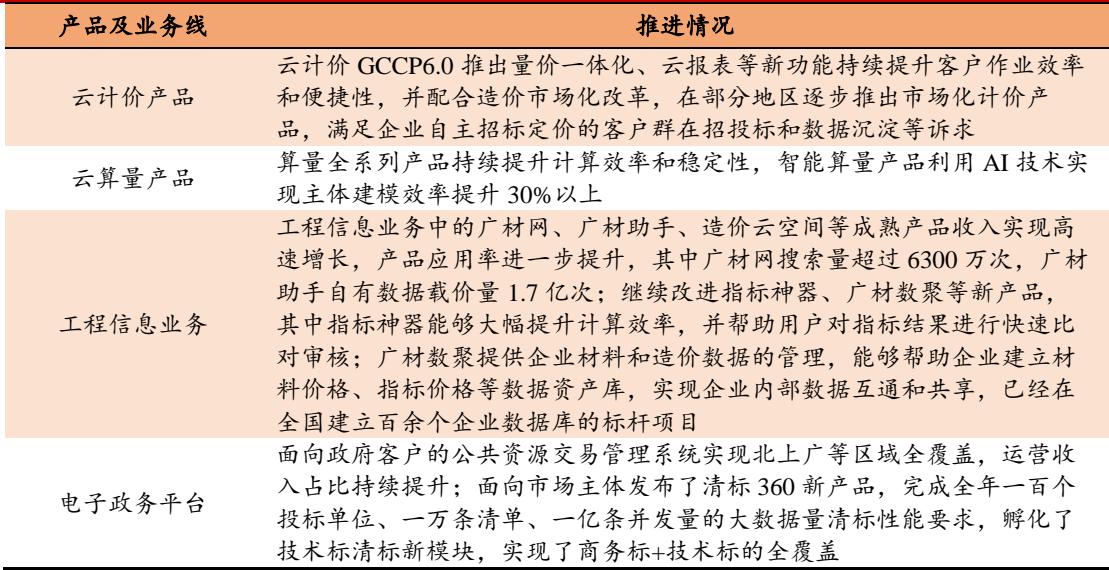 产品及业务线 推进情况
云计价产品
云计价 GCCP6.0 推出量价一体化、云报表等新功能持续提升客户作业效率
和便捷性，并配合造价市场化改革，在部分地区逐步推出市场化计价产
品，满足企业自主招标定价的客户群在招投标和数据沉淀等诉求
云算量产品
算量全系列产品持续提升计算效率和稳定性，智能算量产品利用 AI 技术实
现主体建模效率提升 30%以上
工程信息业务
工程信息业务中的广材网、广材助手、造价云空间等成熟产品收入实现高
速增长，产品应用率进一步提升，其中广材网搜索量超过 6300 万次，广材
助手自有数据载价量 1.7 亿次；继续改进指标神器、广材数聚等新产品，
其中指标神器能够大幅提升计算效率，并帮助用户对指标结果进行快速比
对审核；广材数聚提供企业材料和造价数据的管理，能够帮助企业建立材
料价格、指标价格等数据资产库，实现企业内部数据互通和共享，已经在
全国建立百余个企业数据库的标杆项目
电子政务平台
面向政府客户的公共资源交易管理系统实现北上广等区域全覆盖，运营收
入占比持续提升；面向市场主体发布了清标 360 新产品，完成全年一百个
投标单位、一万条清单、一亿条并发量的大数据量清标性能要求，孵化了
技术标清标新模块，实现了商务标+技术标的全覆盖